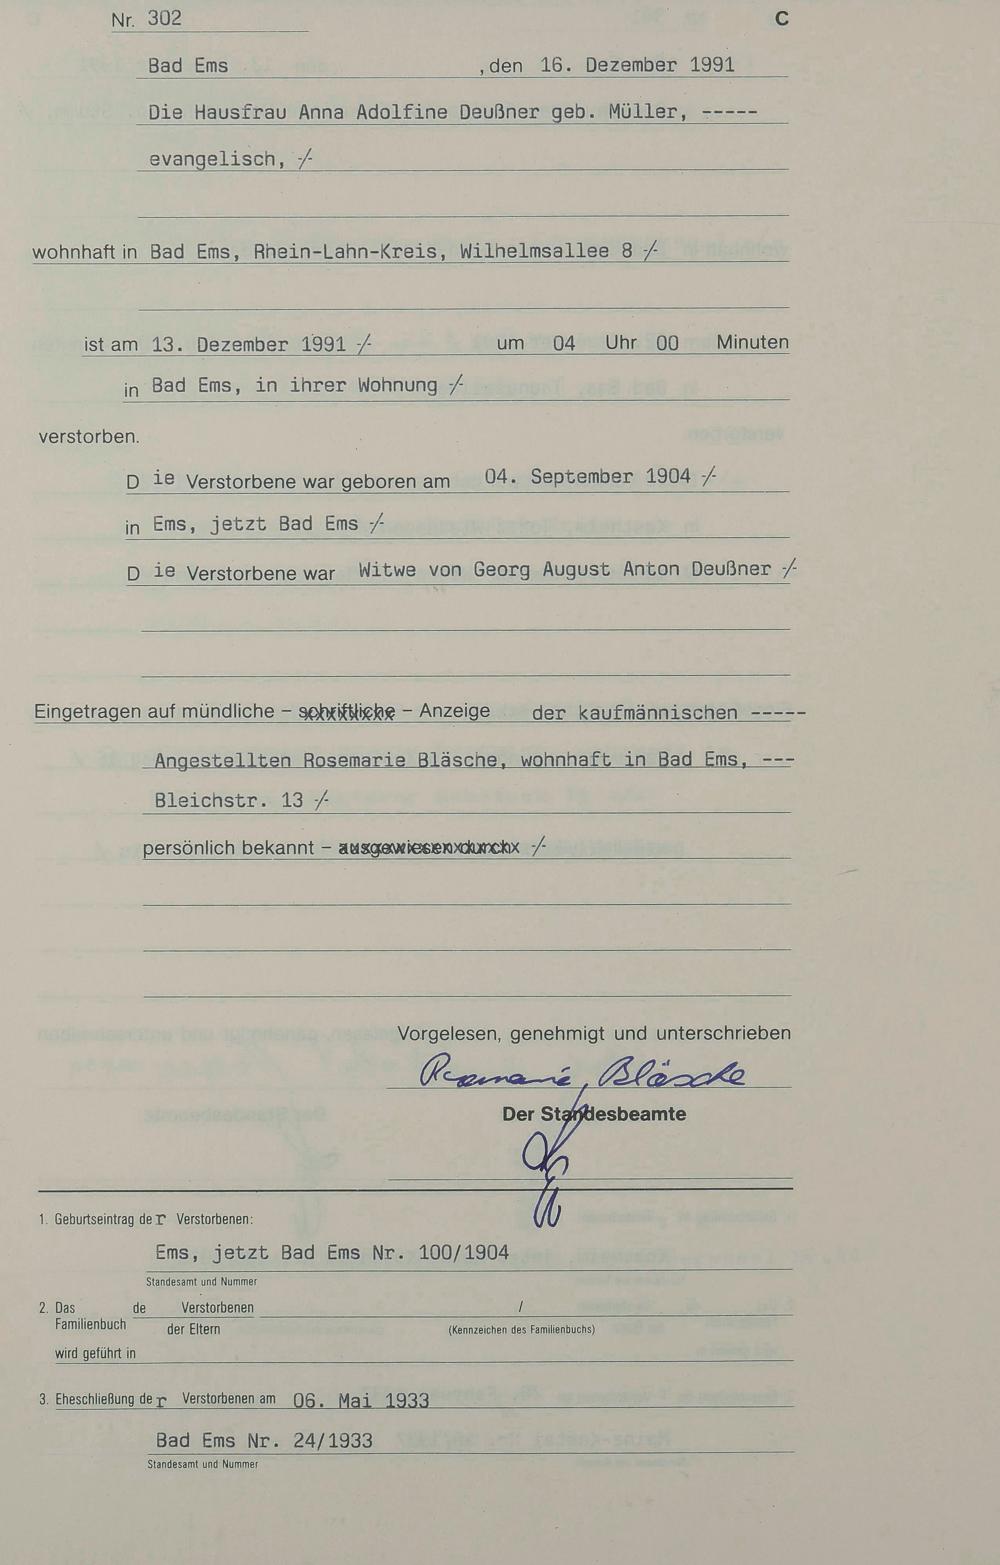 Nr. 302 C
Bad Ems , den 16. Dezember 1991
Die Hausfrau Anna Adolfine Deußner geb. Müller, -----
evangelisch, -/-
wohnhaft in Bad Ems, Rhein-Lahn-Kreis, Wilhelmsallee 8 -/-
ist am 13. Dezember 1991 -/- um 04 Uhr 00 Minuten
in Bad Ems, in ihrer Wohnung -/-
verstorben.
D ie Verstorbene war geboren am 04. September 1904 -/-
in Ems, jetzt Bad Ems -/-
D ie Verstorbene war Witwe von Georg August Anton Deußner -/-
Eingetragen auf mündliche – schriftliche – Anzeige der kaufmännischen -----
Angestellten Rosemarie Bläsche, wohnhaft in Bad Ems, ---
Bleichstr. 13 -/-
persönlich bekannt – ausgewiesen durch -/-
Vorgelesen, genehmigt und unterschrieben
Rosemarie Bläsche
Der Standesbeamte
1. Geburtseintrag der Verstorbenen:
Ems, jetzt Bad Ems Nr. 100/1904
Standesamt und Nummer
2. Das Familienbuch de Verstorbenen /
der Eltern (Kennzeichen des Familienbuchs)
wird geführt in
3. Eheschließung der Verstorbenen am 06. Mai 1933
Bad Ems Nr. 24/1933
Standesamt und Nummer